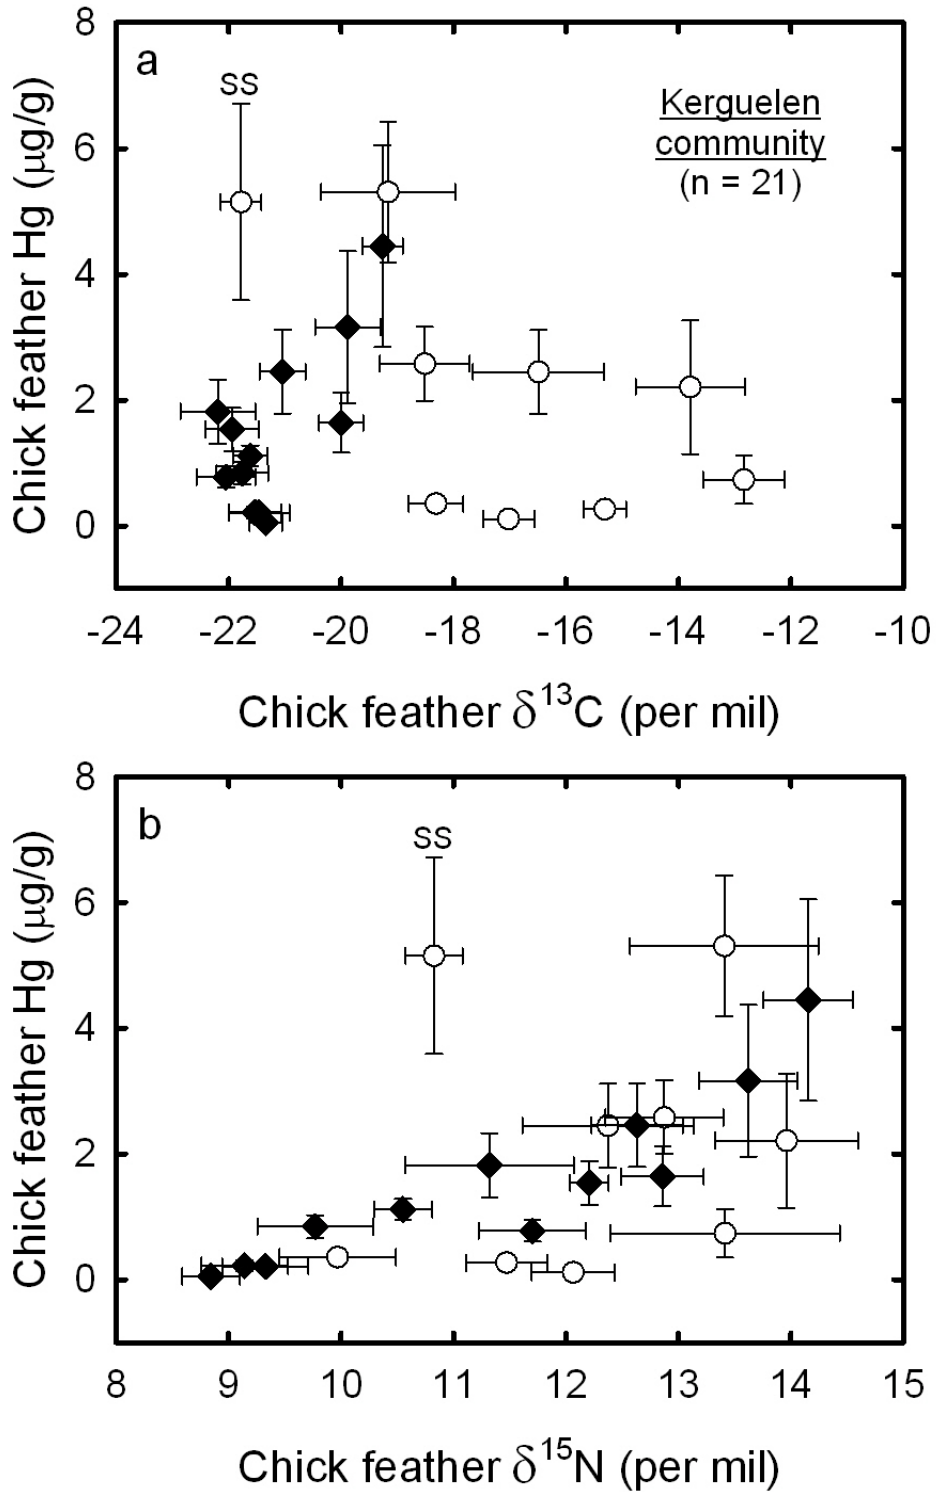 8
a
SS
Kerguelen
community
(n = 21)
6
4
2
0
Chick feather Hg (μg/g)
-24 -22 -20 -18 -16 -14 -12 -10
Chick feather δ¹³C (per mil)
8
b
SS
6
4
2
0
Chick feather Hg (μg/g)
8 9 10 11 12 13 14 15
Chick feather δ¹⁵N (per mil)